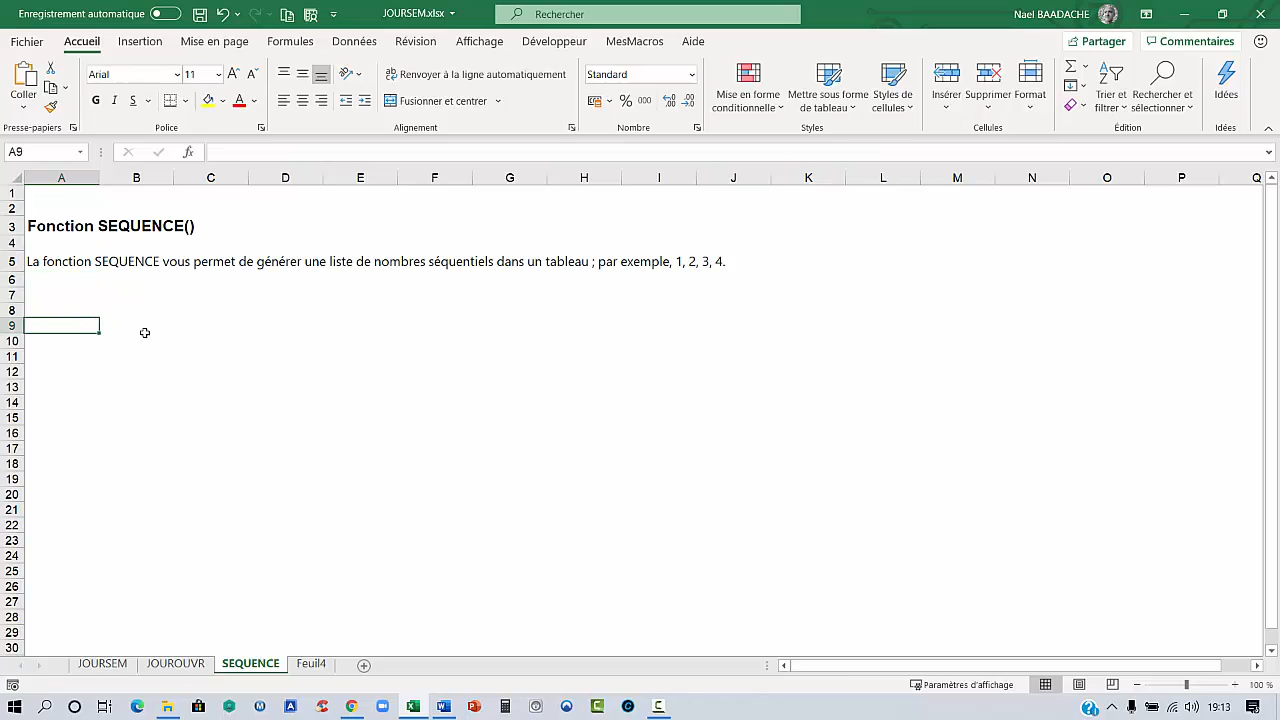 Enregistrement automatique
JOURSEM.xlsx
Rechercher
Nael BAADACHE
Fichier
Accueil
Insertion
Mise en page
Formules
Données
Révision
Affichage
Développeur
MesMacros
Aide
Partager
Commentaires
Coller
Arial
11
G I S
Renvoyer à la ligne automatiquement
Fusionner et centrer
Standard
% 000
Mise en forme conditionnelle
Mettre sous forme de tableau
Styles de cellules
Insérer
Supprimer
Format
Trier et filtrer
Rechercher et sélectionner
Idées
Presse-papiers
Police
Alignement
Nombre
Styles
Cellules
Édition
Idées
A9
fx
A B C D E F G H I J K L M N O P Q
1
2
3 Fonction SEQUENCE()
4
5 La fonction SEQUENCE vous permet de générer une liste de nombres séquentiels dans un tableau ; par exemple, 1, 2, 3, 4.
6
7
8
9
10
11
12
13
14
15
16
17
18
19
20
21
22
23
24
25
26
27
28
29
30
JOURSEM
JOUROUVR
SEQUENCE
Feuil4
Paramètres d'affichage
100 %
19:13